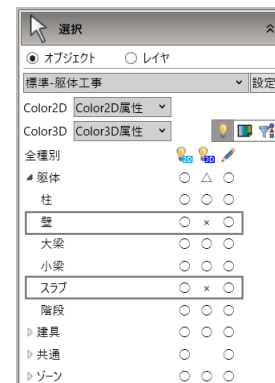 選択
オブジェクト レイヤ
標準-躯体工事 設定
Color2D Color2D属性
Color3D Color3D属性
全種別 2D 3D
躯体 ○ △ ○
柱 ○ ○ ○
壁 ○ × ○
大梁 ○ ○ ○
小梁 ○ ○ ○
スラブ ○ × ○
階段 ○ ○ ○
建具 ○ ○ ○
共通 ○ ○
ゾーン ○ ○ ○